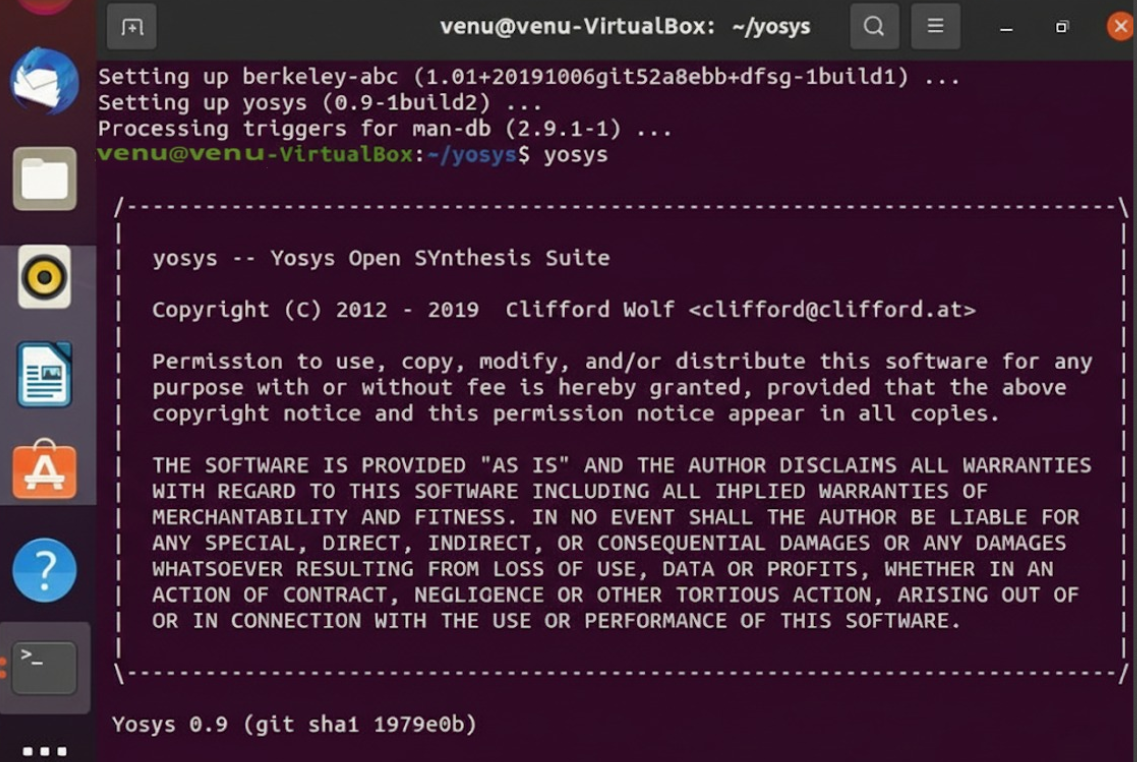 venu@venu-VirtualBox: ~/yosys
Setting up berkeley-abc (1.01+20191006git52a8ebb+dfsg-1build1) ...
Setting up yosys (0.9-1build2) ...
Processing triggers for man-db (2.9.1-1) ...
venu@venu-VirtualBox:~/yosys$ yosys
/----------------------------------------------------------------------------\
yosys -- Yosys Open SYnthesis Suite
Copyright (C) 2012 - 2019  Clifford Wolf <clifford@clifford.at>
Permission to use, copy, modify, and/or distribute this software for any
purpose with or without fee is hereby granted, provided that the above
copyright notice and this permission notice appear in all copies.
THE SOFTWARE IS PROVIDED "AS IS" AND THE AUTHOR DISCLAIMS ALL WARRANTIES
WITH REGARD TO THIS SOFTWARE INCLUDING ALL IHPLIED WARRANTIES OF
MERCHANTABILITY AND FITNESS. IN NO EVENT SHALL THE AUTHOR BE LIABLE FOR
ANY SPECIAL, DIRECT, INDIRECT, OR CONSEQUENTIAL DAMAGES OR ANY DAMAGES
WHATSOEVER RESULTING FROM LOSS OF USE, DATA OR PROFITS, WHETHER IN AN
ACTION OF CONTRACT, NEGLIGENCE OR OTHER TORTIOUS ACTION, ARISING OUT OF
OR IN CONNECTION WITH THE USE OR PERFORMANCE OF THIS SOFTWARE.
\----------------------------------------------------------------------------/
Yosys 0.9 (git sha1 1979e0b)